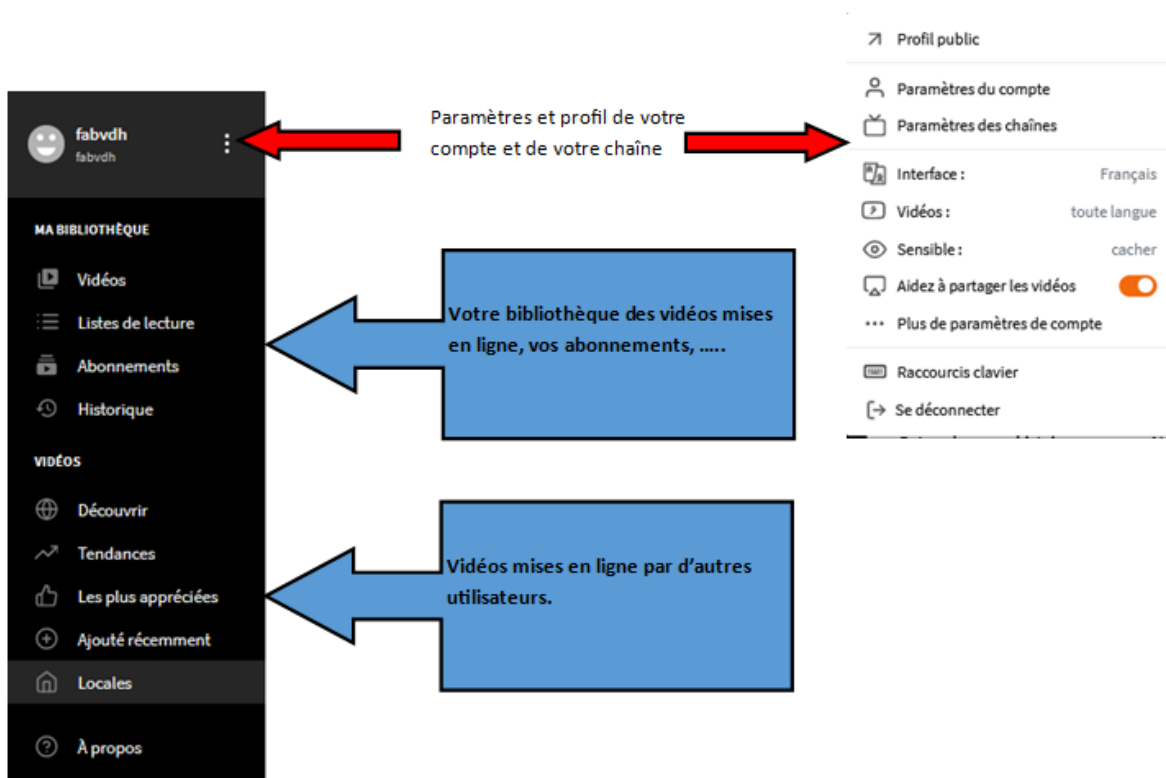 fabvdh
fabvdh
MA BIBLIOTHÈQUE
Vidéos
Listes de lecture
Abonnements
Historique
VIDÉOS
Découvrir
Tendances
Les plus appréciées
Ajouté récemment
Locales
À propos
Paramètres et profil de votre
compte et de votre chaîne
Votre bibliothèque des vidéos mises
en ligne, vos abonnements, .....
Vidéos mises en ligne par d’autres
utilisateurs.
Profil public
Paramètres du compte
Paramètres des chaînes
Interface : Français
Vidéos : toute langue
Sensible : cacher
Aidez à partager les vidéos
Plus de paramètres de compte
Raccourcis clavier
Se déconnecter